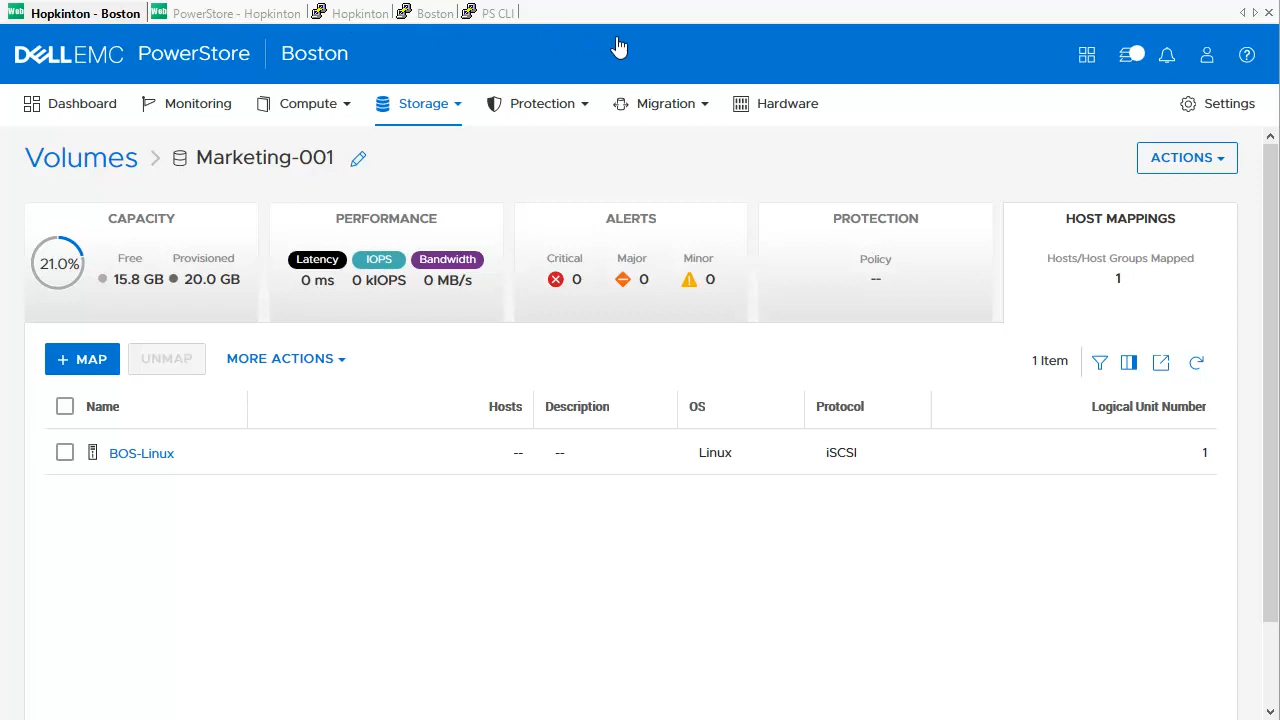 Web Hopkinton - Boston Web PowerStore - Hopkinton Hopkinton Boston PS CLI
DELLEMC PowerStore Boston
Dashboard Monitoring Compute Storage Protection Migration Hardware Settings
Volumes > Marketing-001 ACTIONS
CAPACITY PERFORMANCE ALERTS PROTECTION HOST MAPPINGS
Free Provisioned Latency IOPS Bandwidth Critical Major Minor Policy Hosts/Host Groups Mapped
21.0% 15.8 GB 20.0 GB 0 ms 0 kIOPS 0 MB/s 0 0 0 -- 1
+ MAP UNMAP MORE ACTIONS 1 Item
Name Hosts Description OS Protocol Logical Unit Number
BOS-Linux -- -- Linux iSCSI 1